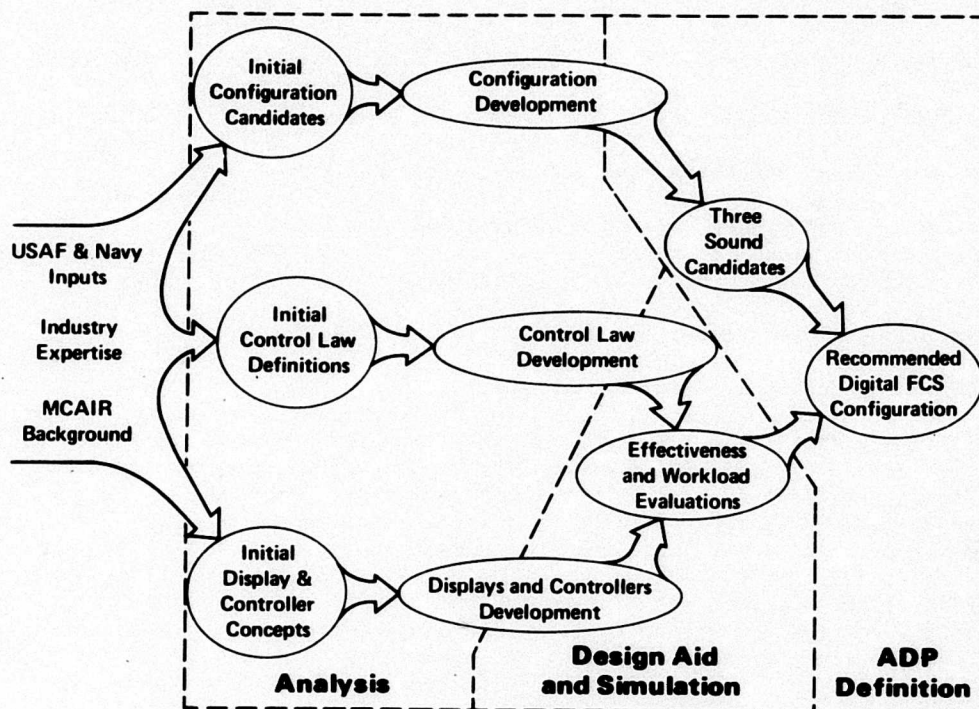 Initial
Configuration
Candidates
Configuration
Development
Three
Sound
Candidates
USAF & Navy
Inputs
Industry
Expertise
MCAIR
Background
Initial
Control Law
Definitions
Control Law
Development
Recommended
Digital FCS
Configuration
Effectiveness
and Workload
Evaluations
Initial
Display &
Controller
Concepts
Displays and Controllers
Development
Analysis
Design Aid
and Simulation
ADP
Definition